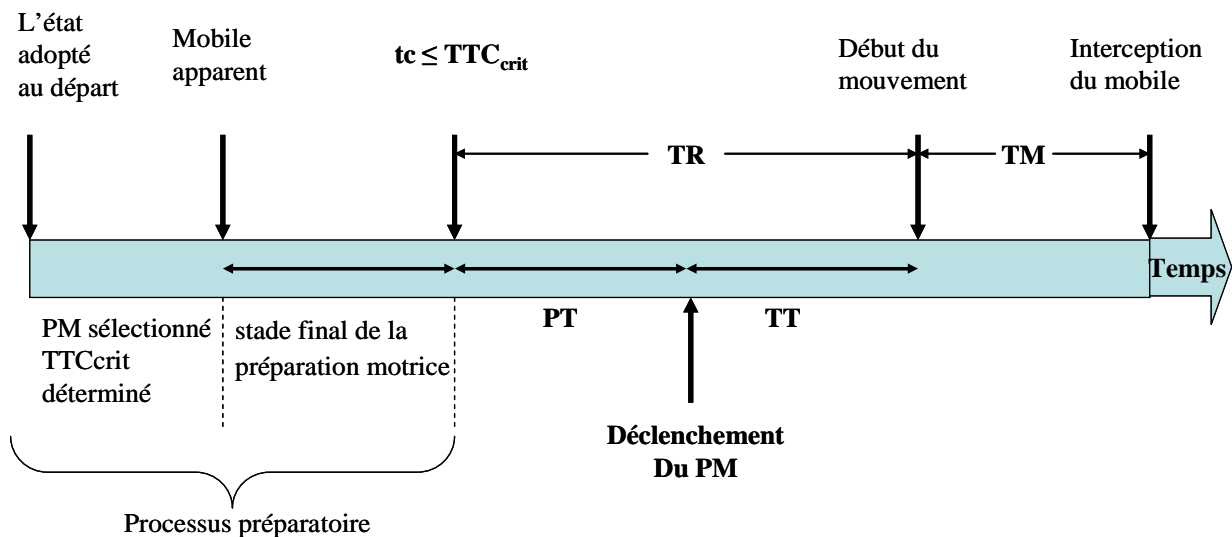 L'état
adopté
au départ
Mobile
apparent
tc ≤ TTCcrit
Début du
mouvement
Interception
du mobile
TR
TM
Temps
PM sélectionné
TTCcrit
déterminé
stade final de la
préparation motrice
PT
TT
Déclenchement
Du PM
Processus préparatoire